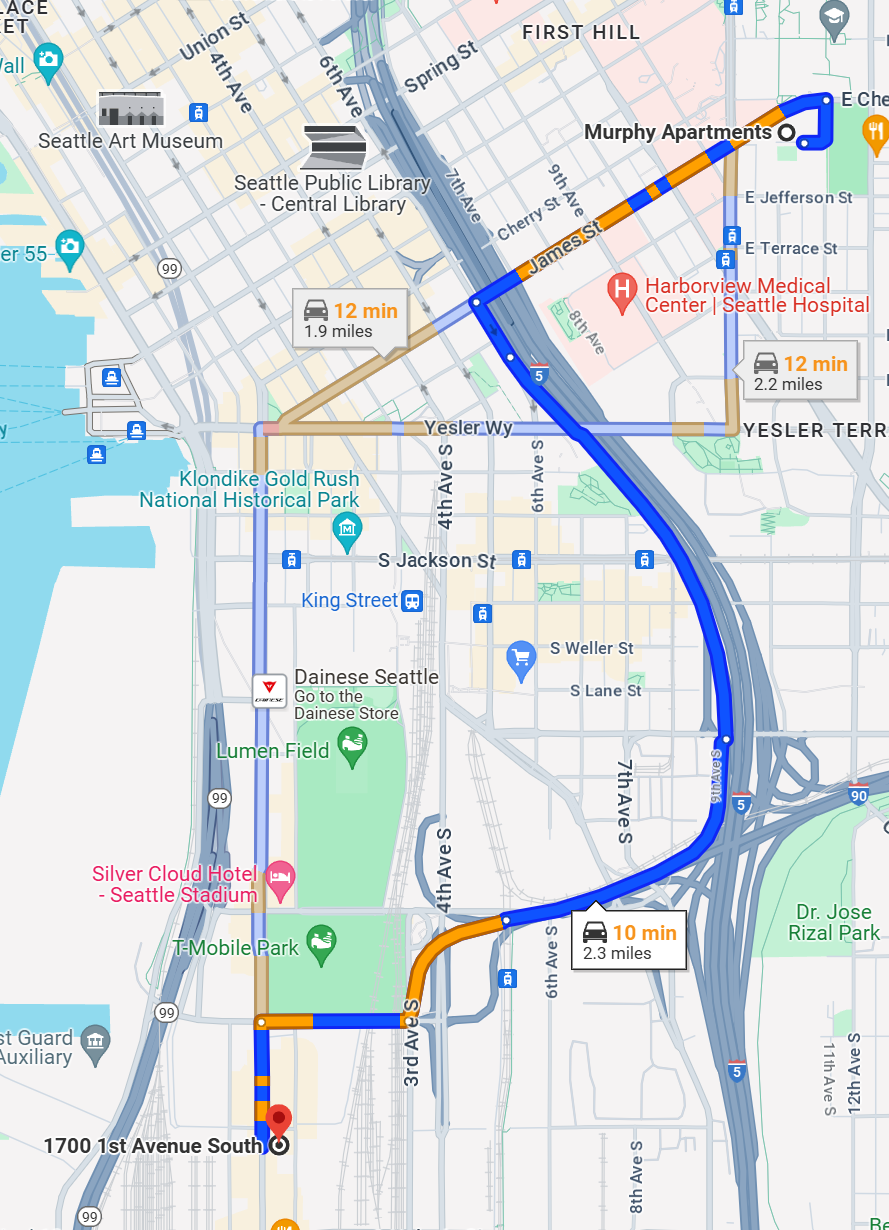 LACE
KET
Union St
4th Ave
6th Ave
Spring St
FIRST HILL
Wall
Seattle Art Museum
Seattle Public Library
- Central Library
7th Ave
9th Ave
Cherry St
James St
E Che
Murphy Apartments
E Jefferson St
E Terrace St
er 55
99
Harborview Medical
Center | Seattle Hospital
8th Ave
12 min
1.9 miles
5
12 min
2.2 miles
Yesler Wy
YESLER TERR
y
Klondike Gold Rush
National Historical Park
4th Ave S
6th Ave S
S Jackson St
King Street
S Weller St
S Lane St
Dainese Seattle
Go to the
Dainese Store
DAINESE
Lumen Field
7th Ave S
9th Ave S
99
5
90
Silver Cloud Hotel
- Seattle Stadium
4th Ave S
T-Mobile Park
10 min
2.3 miles
Dr. Jose
Rizal Park
6th Ave S
99
3rd Ave S
st Guard
Auxiliary
11th Ave S
12th Ave S
5
1700 1st Avenue South
8th Ave S
99
Be